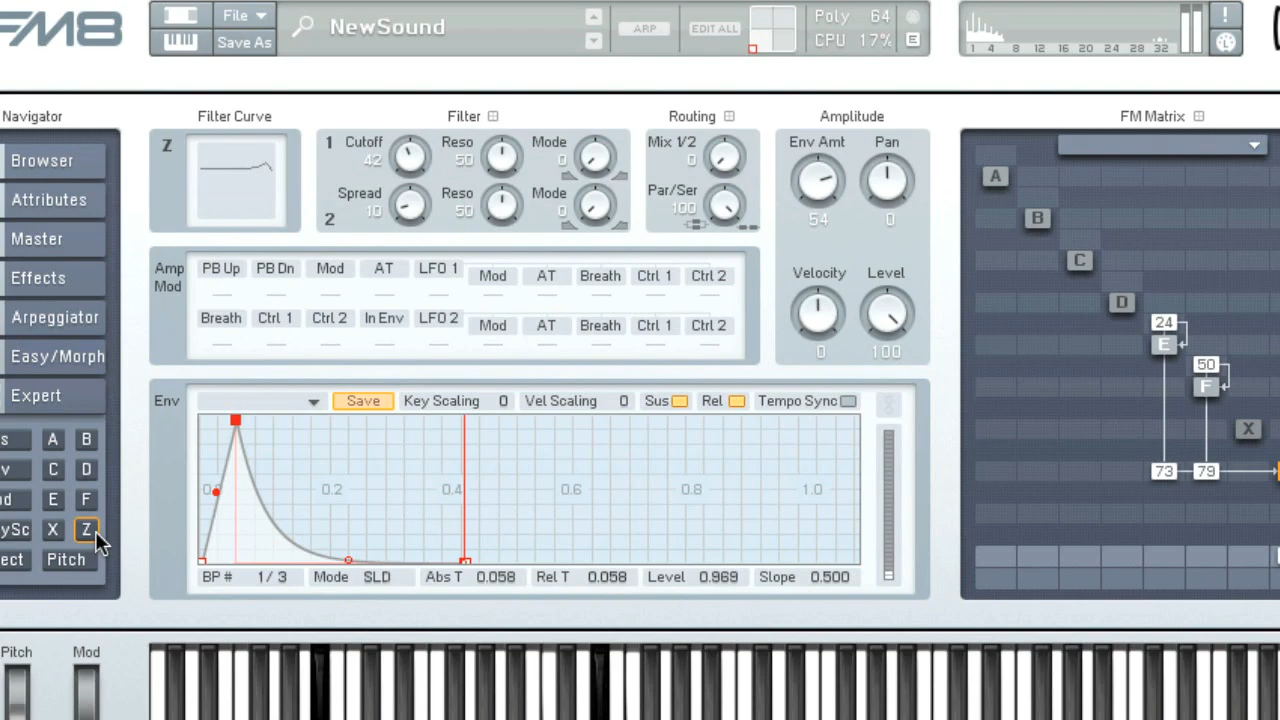 FM8
File
Save As
NewSound
ARP
EDIT ALL
Poly 64
CPU 17%
E
!
1 4 8 12 16 20 24 28 32
Navigator
Filter Curve
Filter
Routing
Amplitude
FM Matrix
Browser
Attributes
Master
Effects
Arpeggiator
Easy/Morph
Expert
s A B
v C D
d E F
ySc X Z
ect Pitch
Z
1 Cutoff 42 Reso 50 Mode 0
2 Spread 10 Reso 50 Mode 0
Mix 1/2 0
Par/Ser 100
Env Amt 54
Pan 0
Velocity 0
Level 100
Amp Mod
PB Up PB Dn Mod AT LFO 1 Mod AT Breath Ctrl 1 Ctrl 2
Breath Ctrl 1 Ctrl 2 In Env LFO 2 Mod AT Breath Ctrl 1 Ctrl 2
Env
Save Key Scaling 0 Vel Scaling 0 Sus Rel Tempo Sync
0.2 0.4 0.6 0.8 1.0
BP # 1/ 3 Mode SLD Abs T 0.058 Rel T 0.058 Level 0.969 Slope 0.500
A
B
C
D
24
E
50
F
X
73 79
Pitch Mod